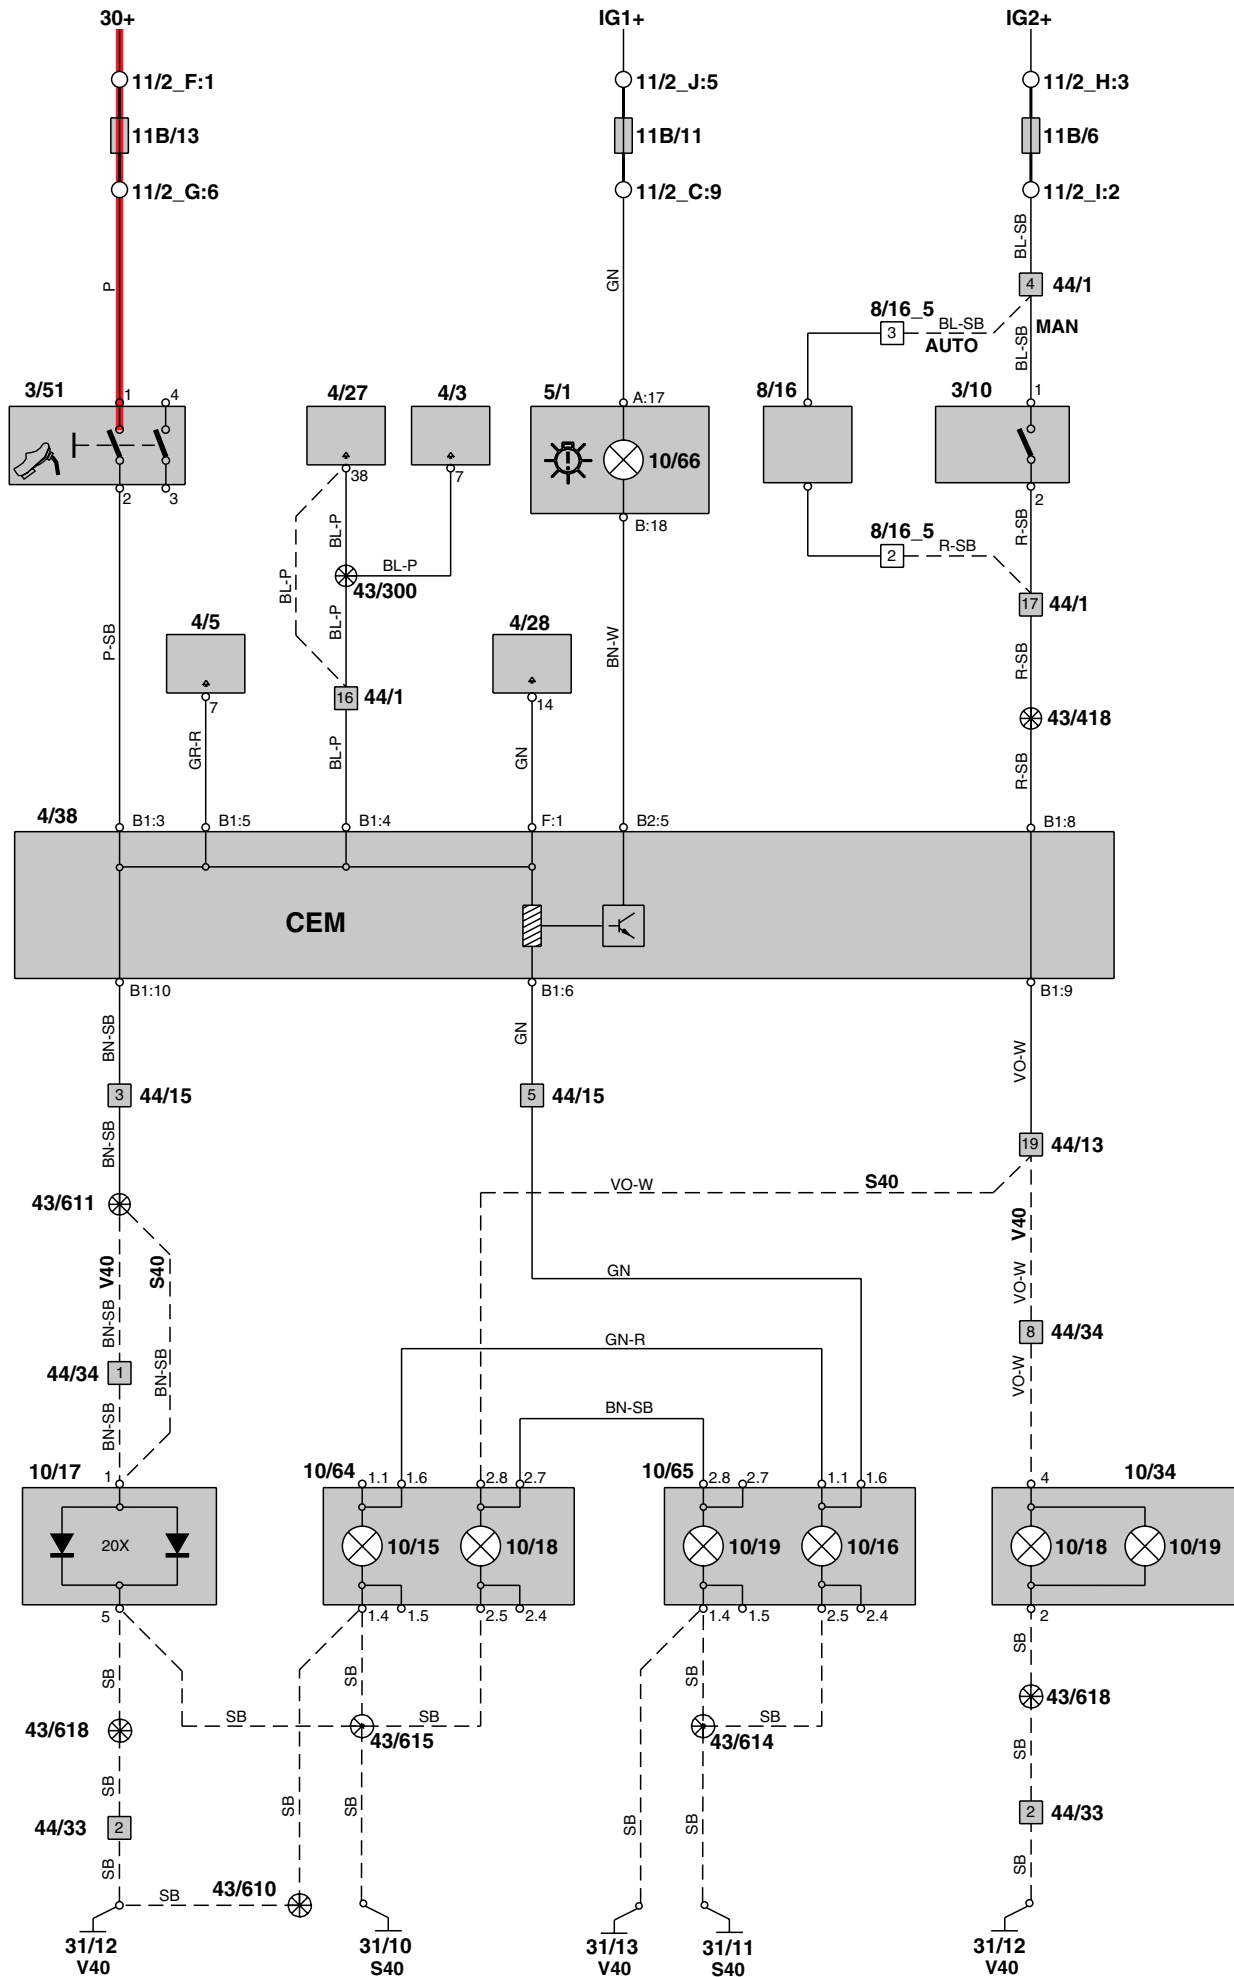 30+ IG1+ IG2+
11/2_F:1 11/2_J:5 11/2_H:3
11B/13 11B/11 11B/6
11/2_G:6 11/2_C:9 11/2_I:2
BL-SB
P GN 4 44/1
8/16_5 BL-SB MAN
3 AUTO BL-SB
3/51 1 4 4/27 4/3 5/1 A:17 8/16 3/10 1
10/66
2 3 38 7 B:18 2
BL-P R-SB
8/16_5 R-SB
2
BL-P BL-P
43/300
17 44/1
4/5 4/28
P-SB BL-P BN-W R-SB
16 44/1
7 14
43/418
GR-R BL-P GN R-SB
4/38 B1:3 B1:5 B1:4 F:1 B2:5 B1:8
CEM
B1:10 B1:6 B1:9
BN-SB GN VO-W
3 44/15 5 44/15
BN-SB 19 44/13
VO-W S40
43/611 V40
V40 S40 GN VO-W
BN-SB 8 44/34
GN-R
44/34 1 BN-SB VO-W
BN-SB BN-SB
10/17 1 10/64 1.1 1.6 2.8 2.7 10/65 2.8 2.7 1.1 1.6 4 10/34
20X 10/15 10/18 10/19 10/16 10/18 10/19
5 1.4 1.5 2.5 2.4 1.4 1.5 2.5 2.4 2
SB SB SB SB
43/618
SB SB SB
43/618 43/615 43/614
SB SB
44/33 2 SB SB SB SB 2 44/33
SB SB
SB 43/610
31/12 31/10 31/13 31/11 31/12
V40 S40 V40 S40 V40